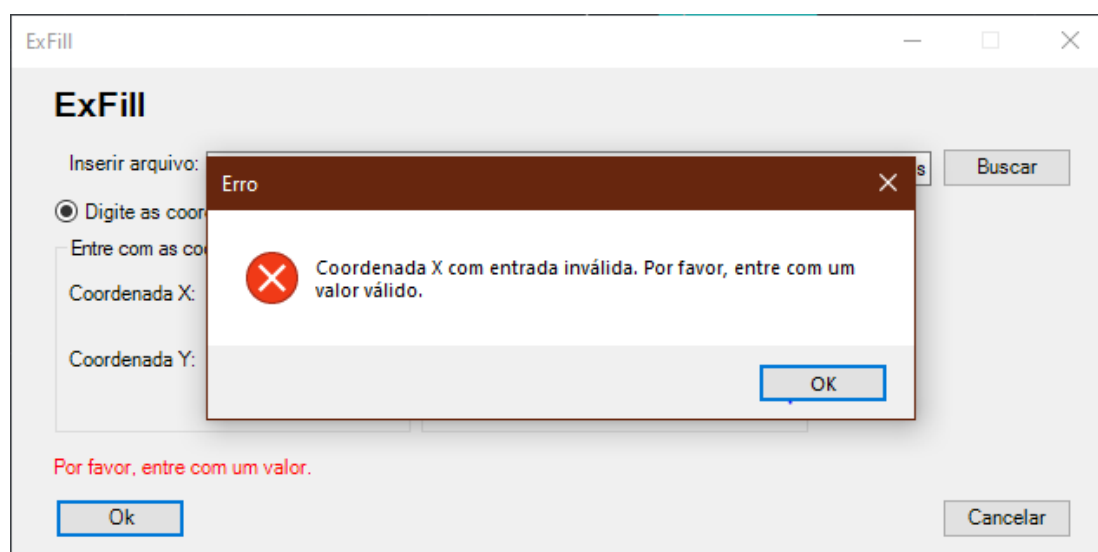 ExFill
ExFill
Inserir arquivo:
s
Buscar
Erro
Digite as coor
Entre com as co
Coordenada X com entrada inválida. Por favor, entre com um
valor válido.
Coordenada X:
Coordenada Y:
OK
Por favor, entre com um valor.
Ok
Cancelar